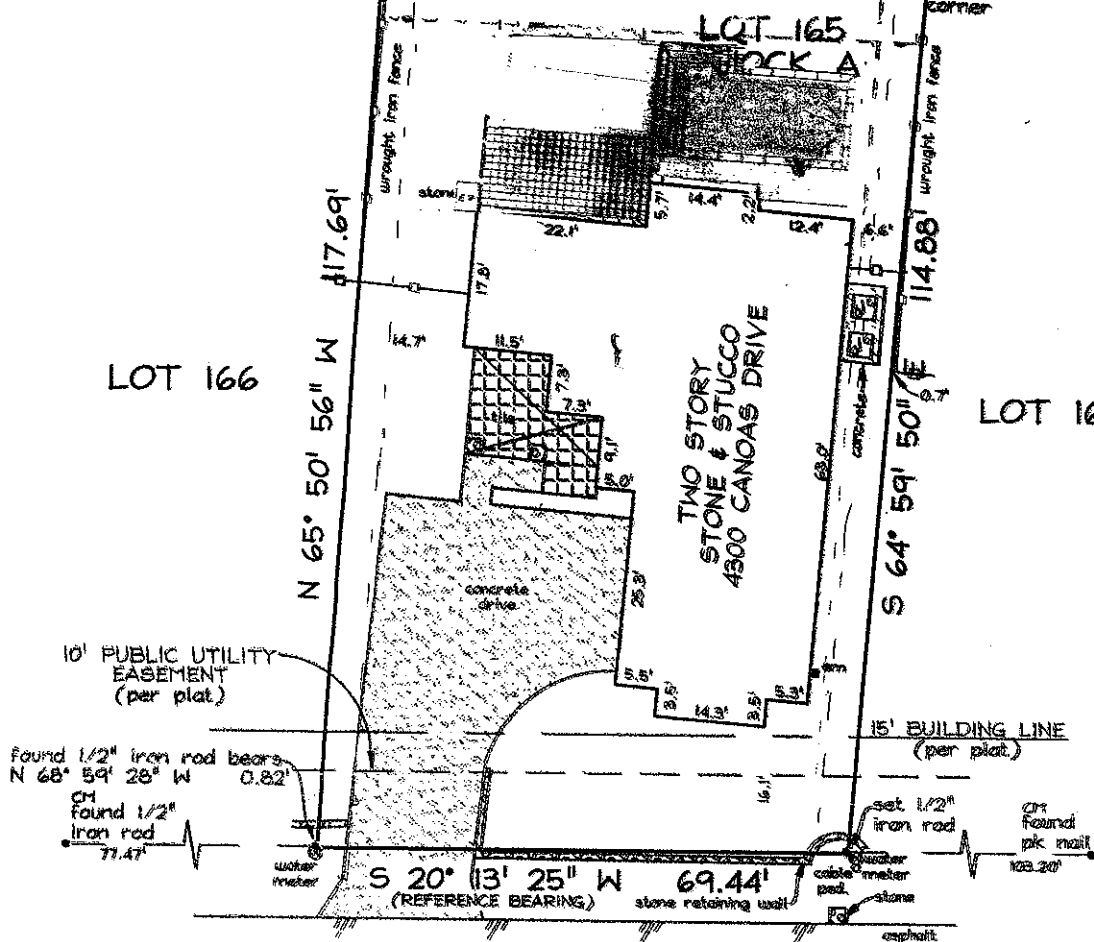 corner
LOT 165
BLOCK A
wrought iron fence
wrought iron fence
stone
5.7'
14.4'
2.2'
12.4'
6.6'
22.1'
117.69'
114.88'
17.8'
14.7'
11.5'
7.3'
7.3'
9.1'
5.0'
tile
LOT 166
TWO STORY
STONE & STUCCO
4300 CANOAS DRIVE
63.0'
concrete
0.7'
LOT 16
N 65° 50' 56" W
S 64° 59' 50" E
concrete
drive
25.3'
5.5'
3.5'
14.3'
3.5'
5.3'
10' PUBLIC UTILITY
EASEMENT
(per plat)
15' BUILDING LINE
(per plat)
found 1/2" iron rod bears
N 68° 59' 28" W 0.82'
16.1'
CM
found 1/2"
iron rod
77.47'
set 1/2"
iron rod
CM
found
pk nail
103.20'
water
meter
water
meter
cable
ped.
S 20° 13' 25" W 69.44'
(REFERENCE BEARING)
stone retaining wall
stone
asphalt